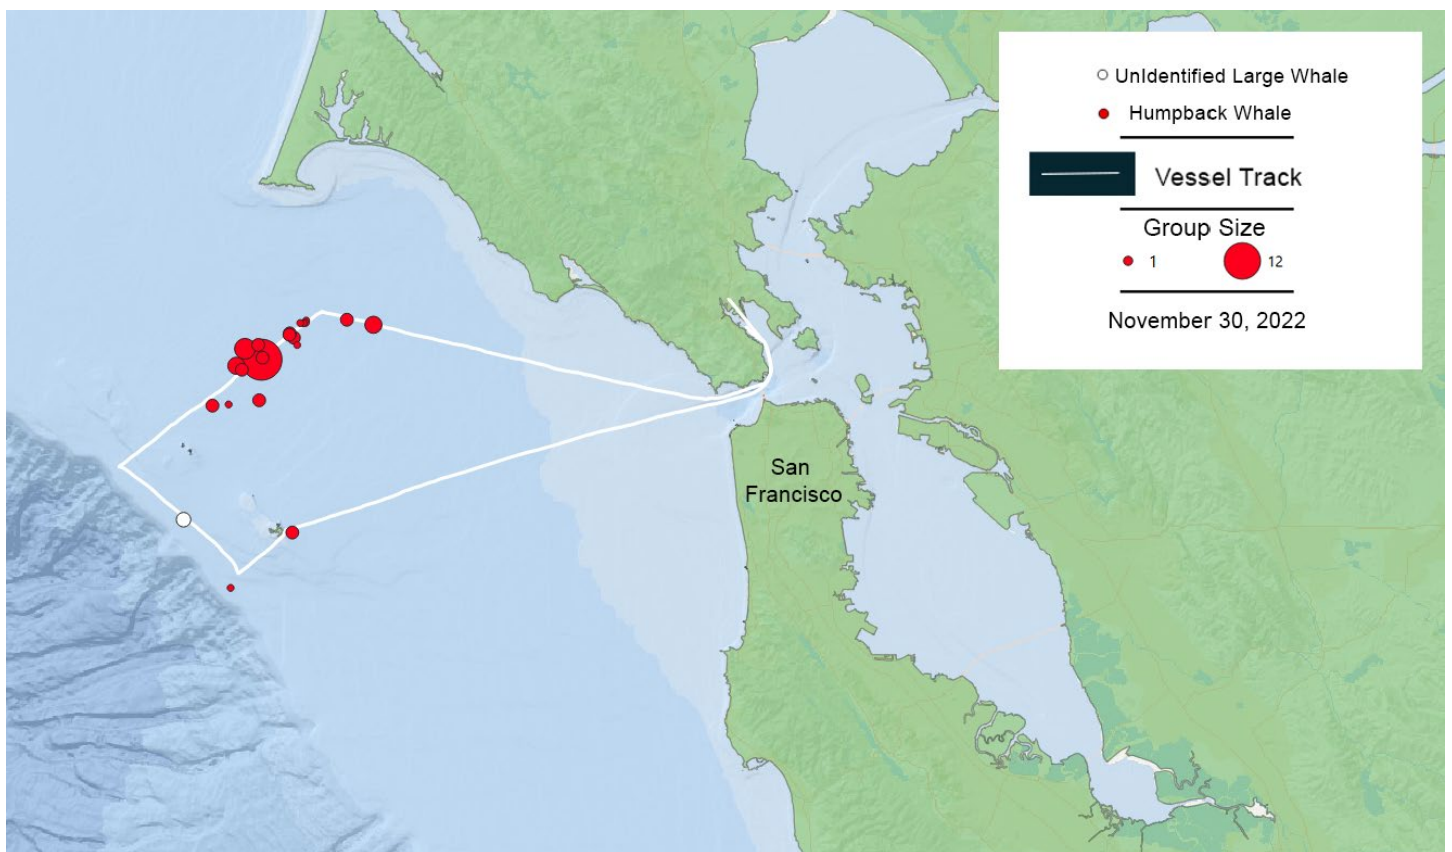 UnIdentified Large Whale
Humpback Whale
Vessel Track
Group Size
1
12
November 30, 2022
San
Francisco